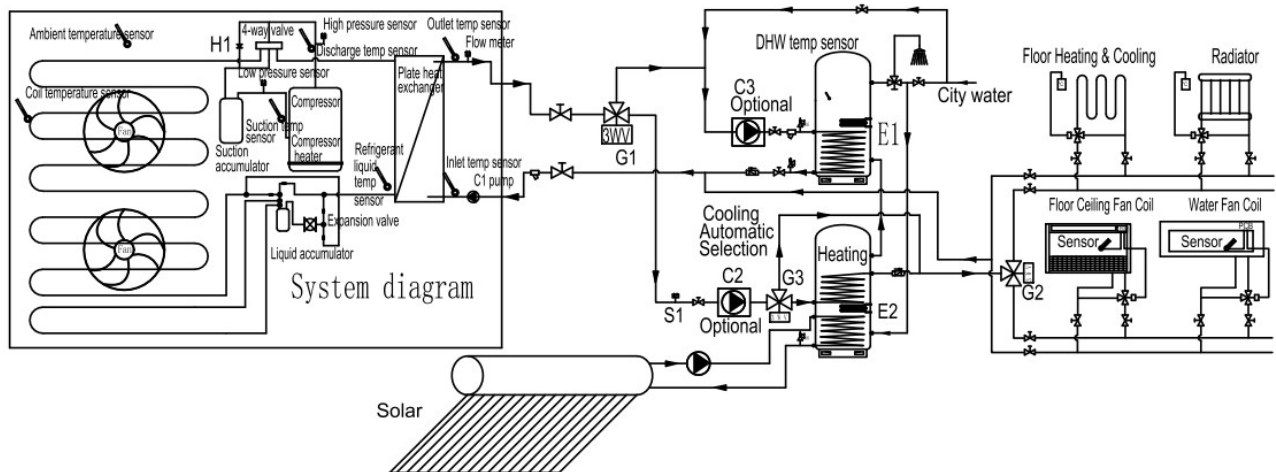 Ambient temperature sensor
H1
4-way valve
High pressure sensor
Discharge temp sensor
Outlet temp sensor
Flow meter
Low pressure sensor
Coil temperature sensor
Fan
Suction temp
sensor
Suction accumulator
Compressor
Compressor
heater
Plate heat
exchanger
Refrigerant
liquid
temp
sensor
Inlet temp sensor
C1 pump
Fan
Expansion valve
Liquid accumulator
System diagram
3WV
G1
DHW temp sensor
C3
Optional
E1
City water
Cooling
Automatic
Selection
Heating
C2
Optional
G3
S1
E2
Solar
Floor Heating & Cooling
Radiator
Floor Ceiling Fan Coil
Sensor
Water Fan Coil
PCB
Sensor
G2